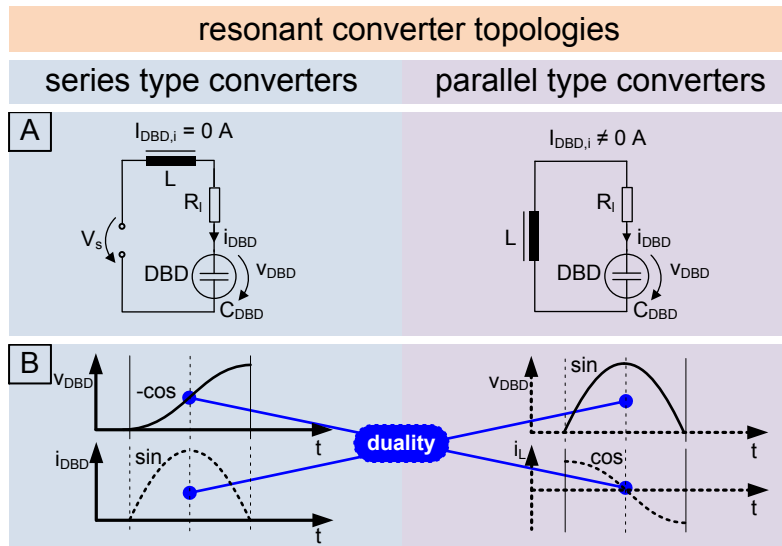 resonant converter topologies
series type converters
parallel type converters
A
I_DBD,i = 0 A
L
R_l
V_s
i_DBD
DBD
v_DBD
C_DBD
I_DBD,i ≠ 0 A
L
R_l
i_DBD
DBD
v_DBD
C_DBD
B
v_DBD
-cos
t
i_DBD
sin
t
duality
v_DBD
sin
t
i_L
cos
t